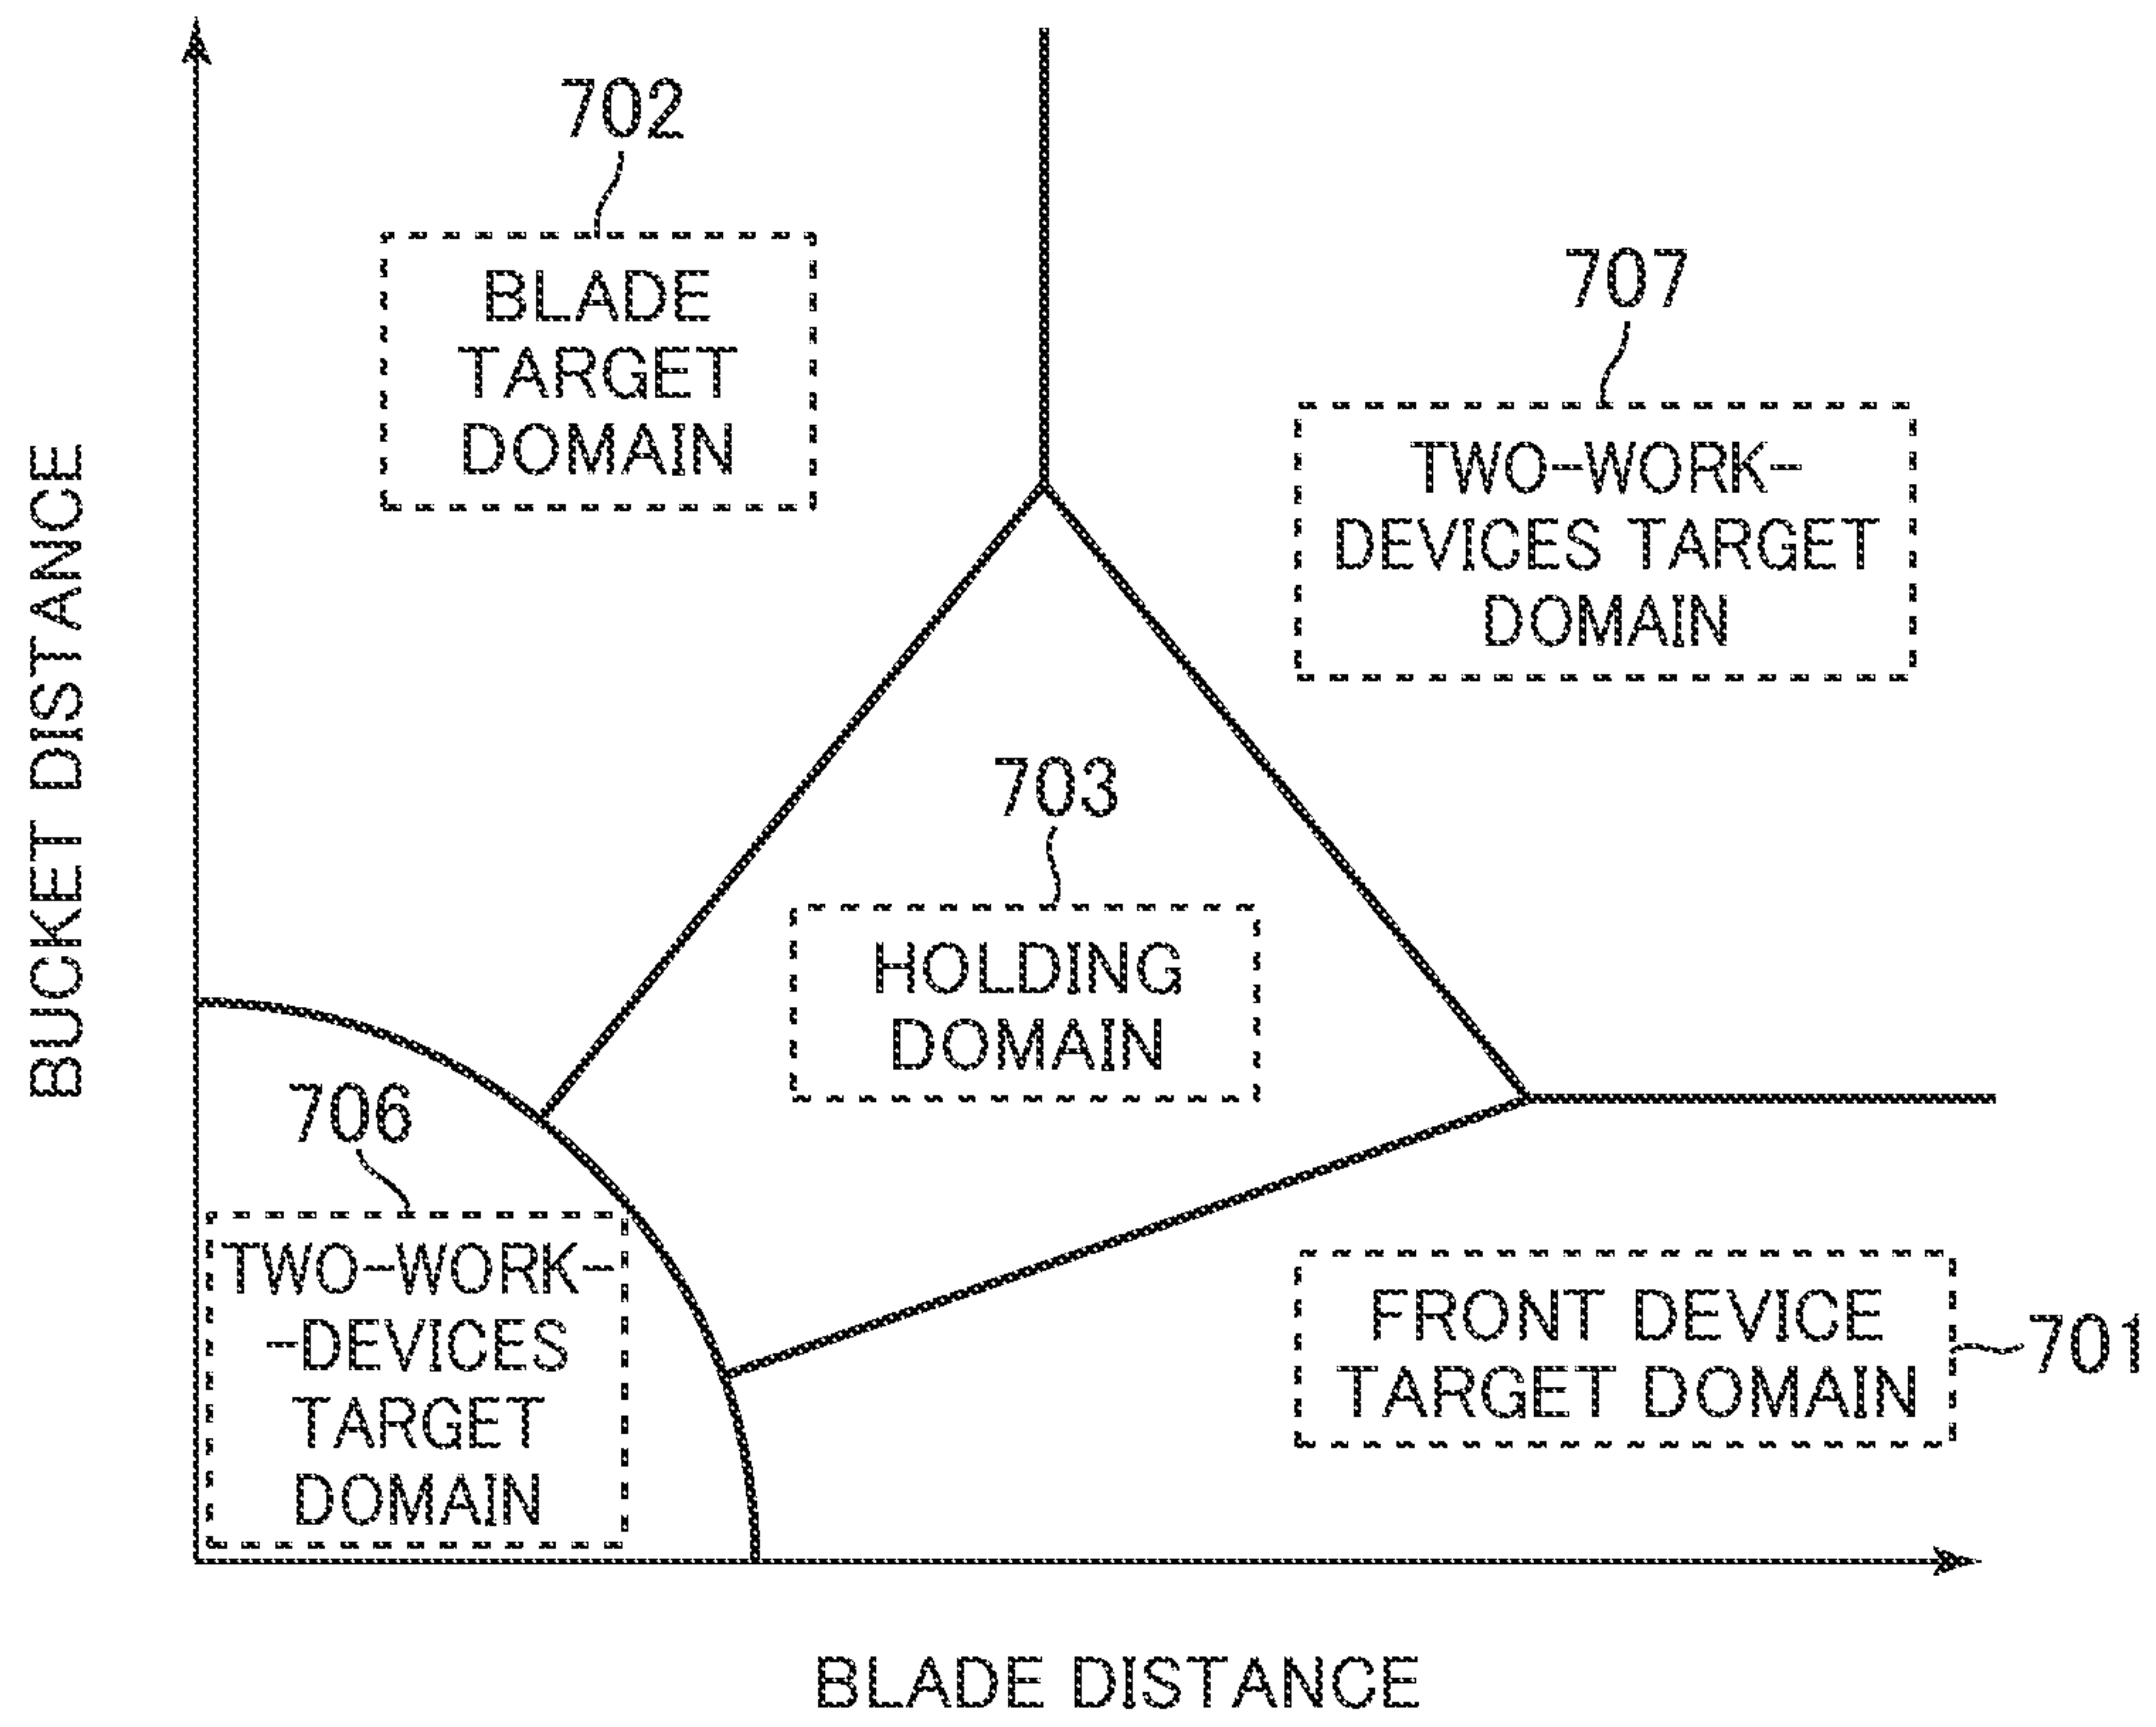 702
BLADE
TARGET
DOMAIN
707
TWO-WORK-
DEVICES TARGET
DOMAIN
BUCKET DISTANCE
703
HOLDING
DOMAIN
706
TWO-WORK-
-DEVICES
TARGET
DOMAIN
FRONT DEVICE
TARGET DOMAIN
701
BLADE DISTANCE